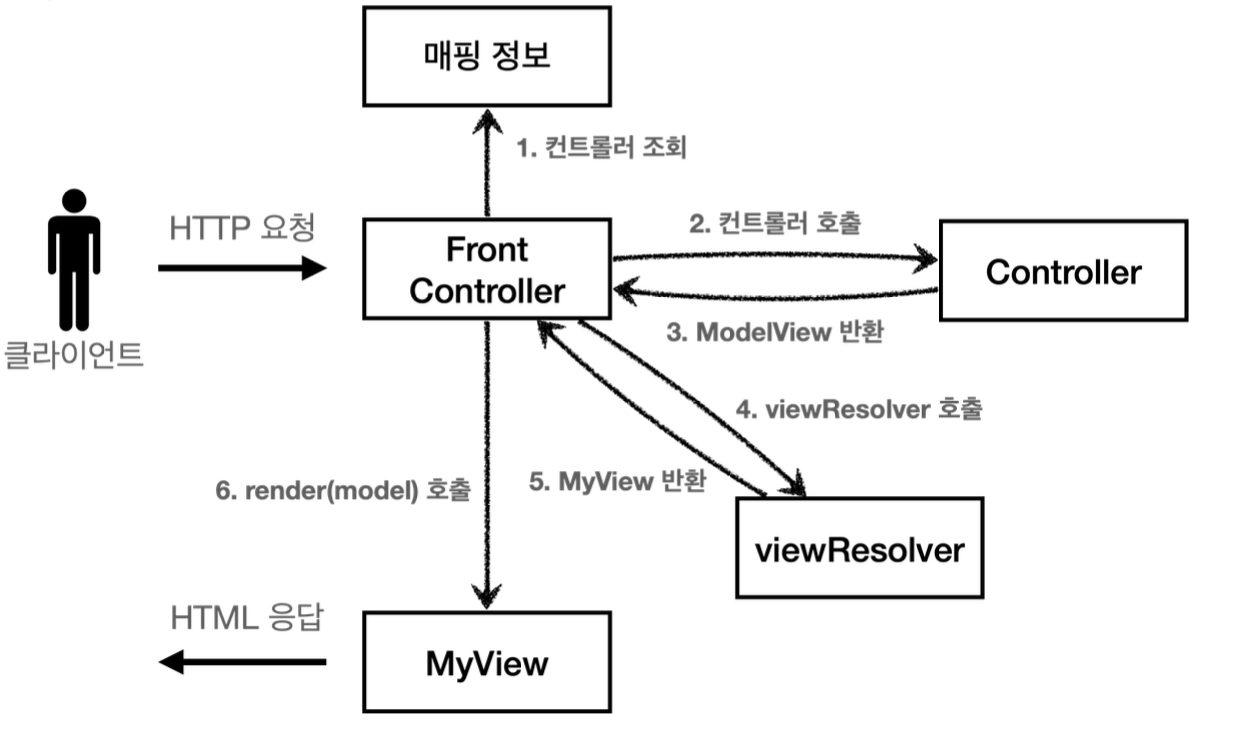 매핑 정보
1. 컨트롤러 조회
HTTP 요청
클라이언트
Front
Controller
2. 컨트롤러 호출
Controller
3. ModelView 반환
4. viewResolver 호출
5. MyView 반환
6. render(model) 호출
viewResolver
HTML 응답
MyView